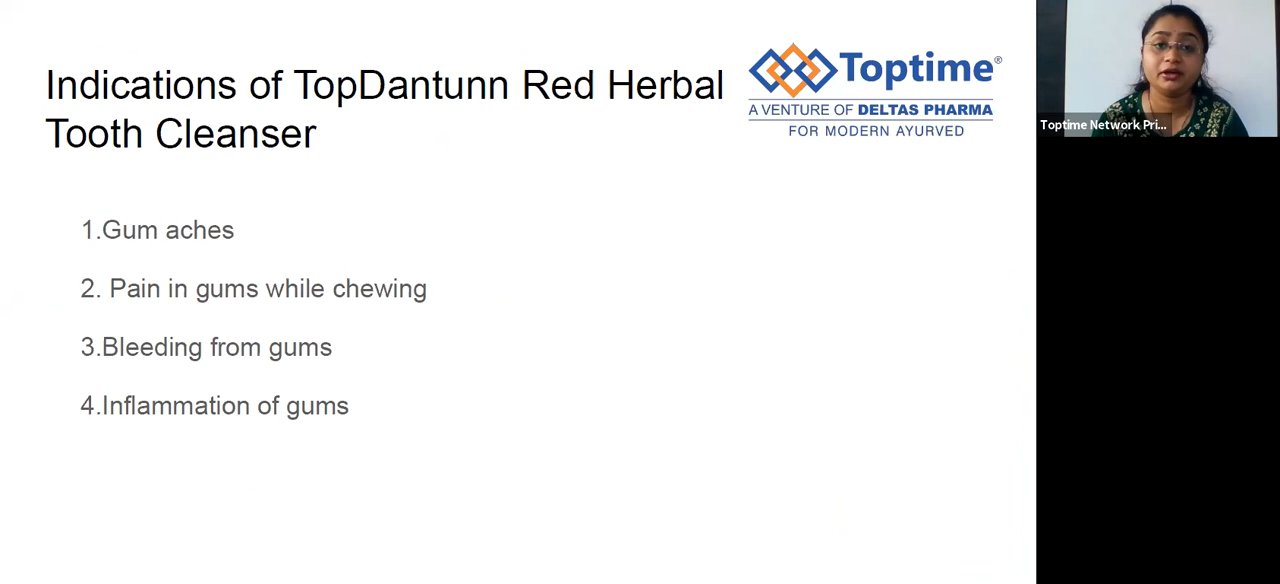 Indications of TopDantunn Red Herbal
Tooth Cleanser
Toptime®
A VENTURE OF DELTAS PHARMA
FOR MODERN AYURVED
Toptime Network Pri...
1.Gum aches
2. Pain in gums while chewing
3.Bleeding from gums
4.Inflammation of gums